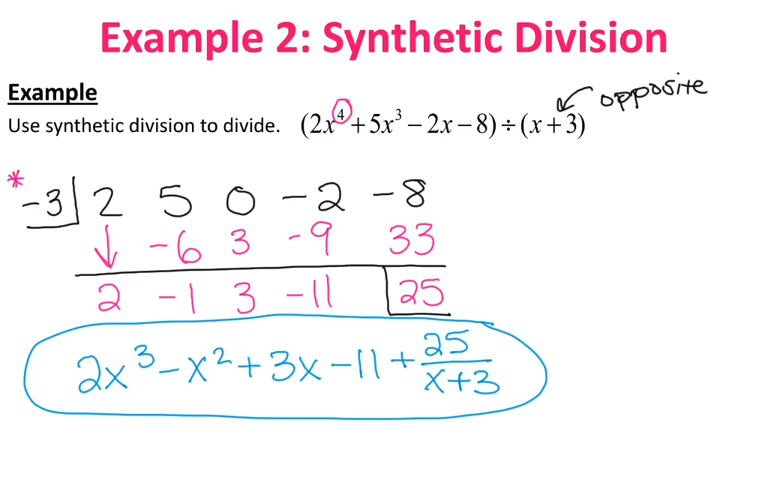 Example 2: Synthetic Division
Example
opposite
Use synthetic division to divide. (2x⁴ + 5x³ − 2x − 8) ÷ (x + 3)
* -3 | 2 5 0 -2 -8
↓ -6 3 -9 33
2 -1 3 -11 25
2x³ - x² + 3x - 11 + 25/(x+3)